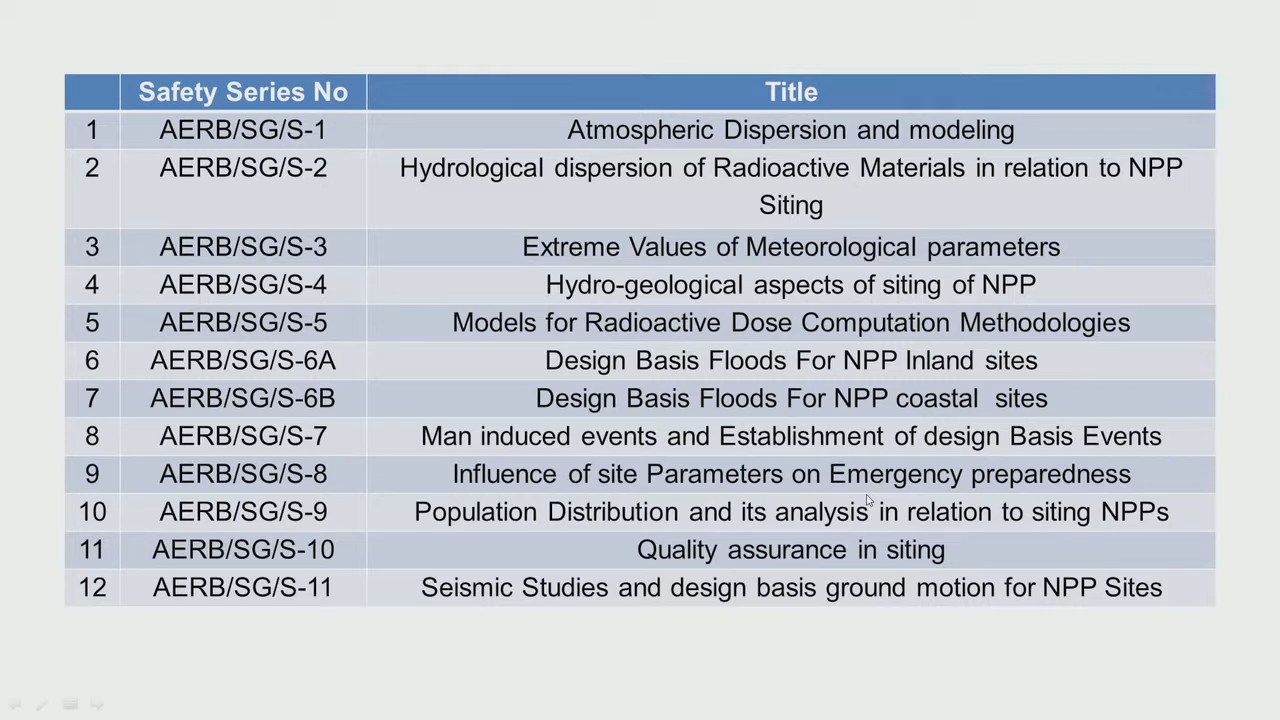 Safety Series No Title
1 AERB/SG/S-1 Atmospheric Dispersion and modeling
2 AERB/SG/S-2 Hydrological dispersion of Radioactive Materials in relation to NPP
Siting
3 AERB/SG/S-3 Extreme Values of Meteorological parameters
4 AERB/SG/S-4 Hydro-geological aspects of siting of NPP
5 AERB/SG/S-5 Models for Radioactive Dose Computation Methodologies
6 AERB/SG/S-6A Design Basis Floods For NPP Inland sites
7 AERB/SG/S-6B Design Basis Floods For NPP coastal sites
8 AERB/SG/S-7 Man induced events and Establishment of design Basis Events
9 AERB/SG/S-8 Influence of site Parameters on Emergency preparedness
10 AERB/SG/S-9 Population Distribution and its analysis in relation to siting NPPs
11 AERB/SG/S-10 Quality assurance in siting
12 AERB/SG/S-11 Seismic Studies and design basis ground motion for NPP Sites